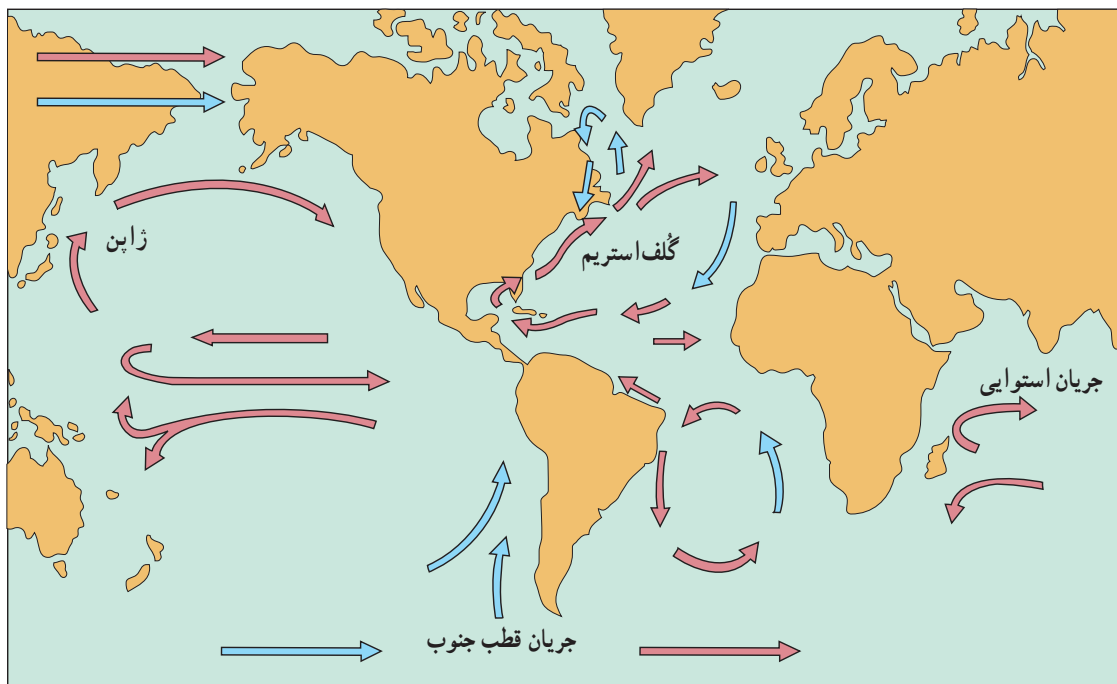 ژاپن
گُلف استریم
جریان استوایی
جریان قطب جنوب